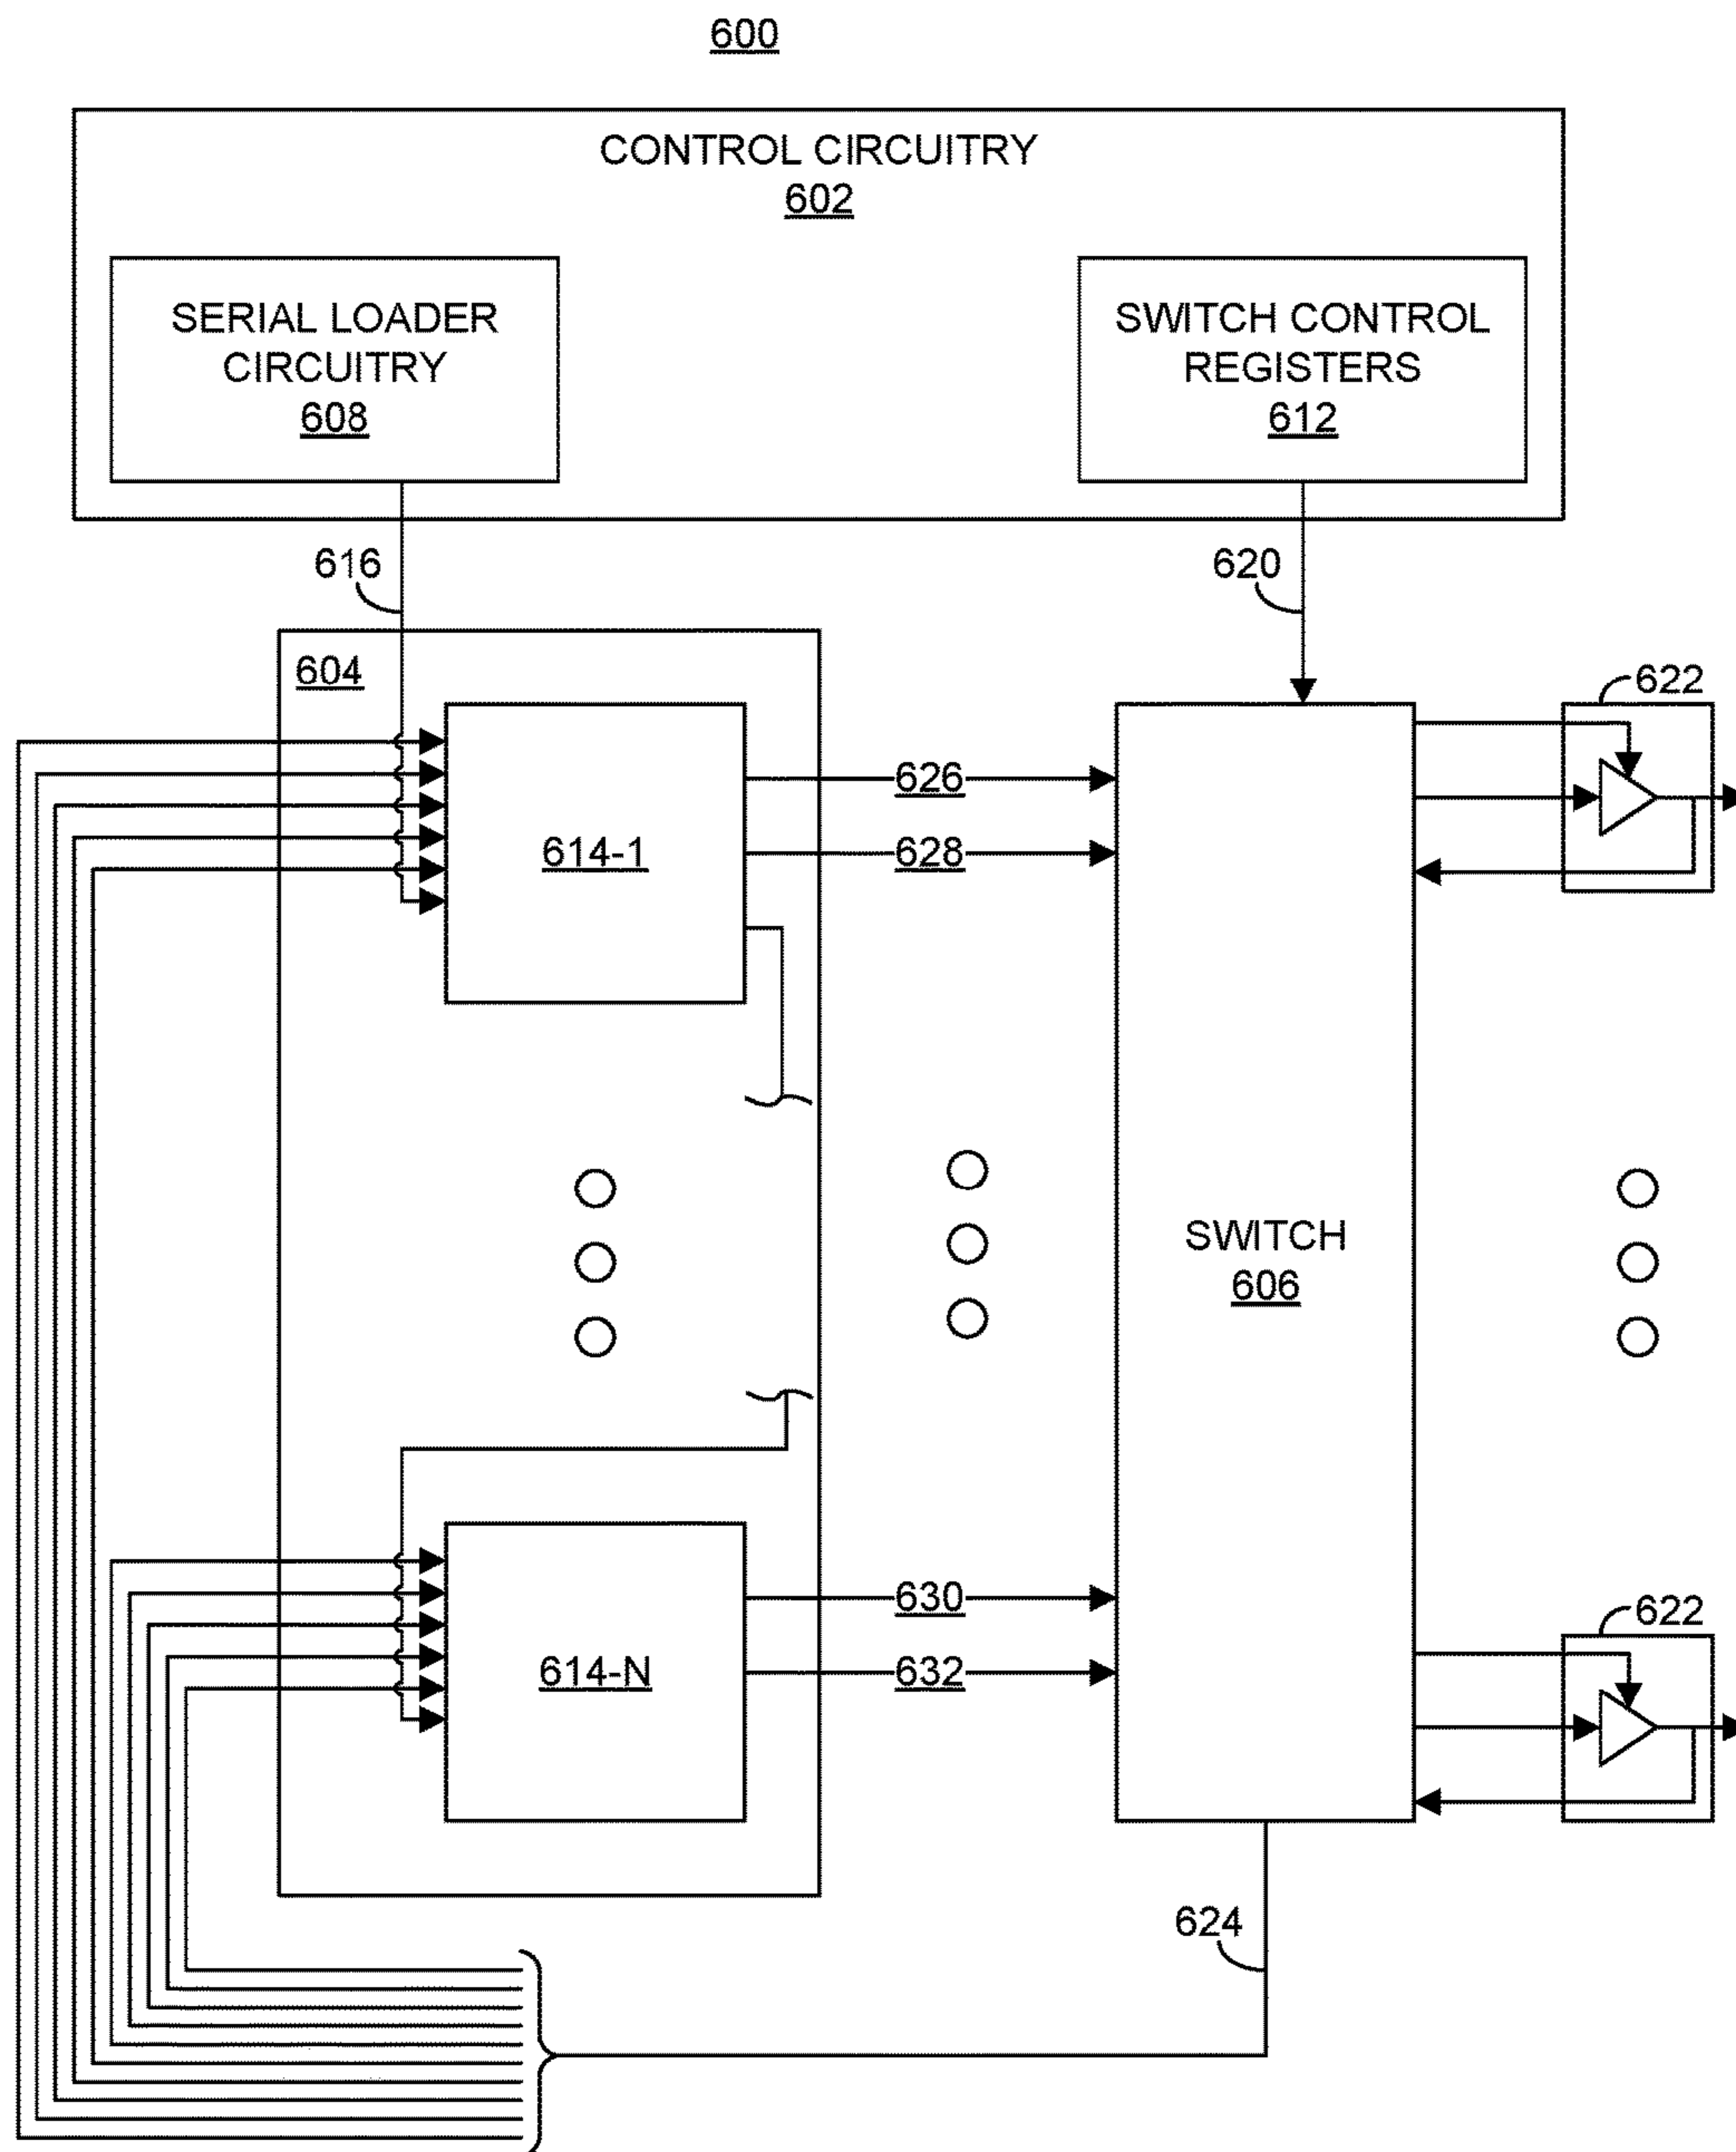 600
CONTROL CIRCUITRY
602
SERIAL LOADER
CIRCUITRY
608
SWITCH CONTROL
REGISTERS
612
616
620
604
622
626
614-1
628
SWITCH
606
622
630
614-N
632
624